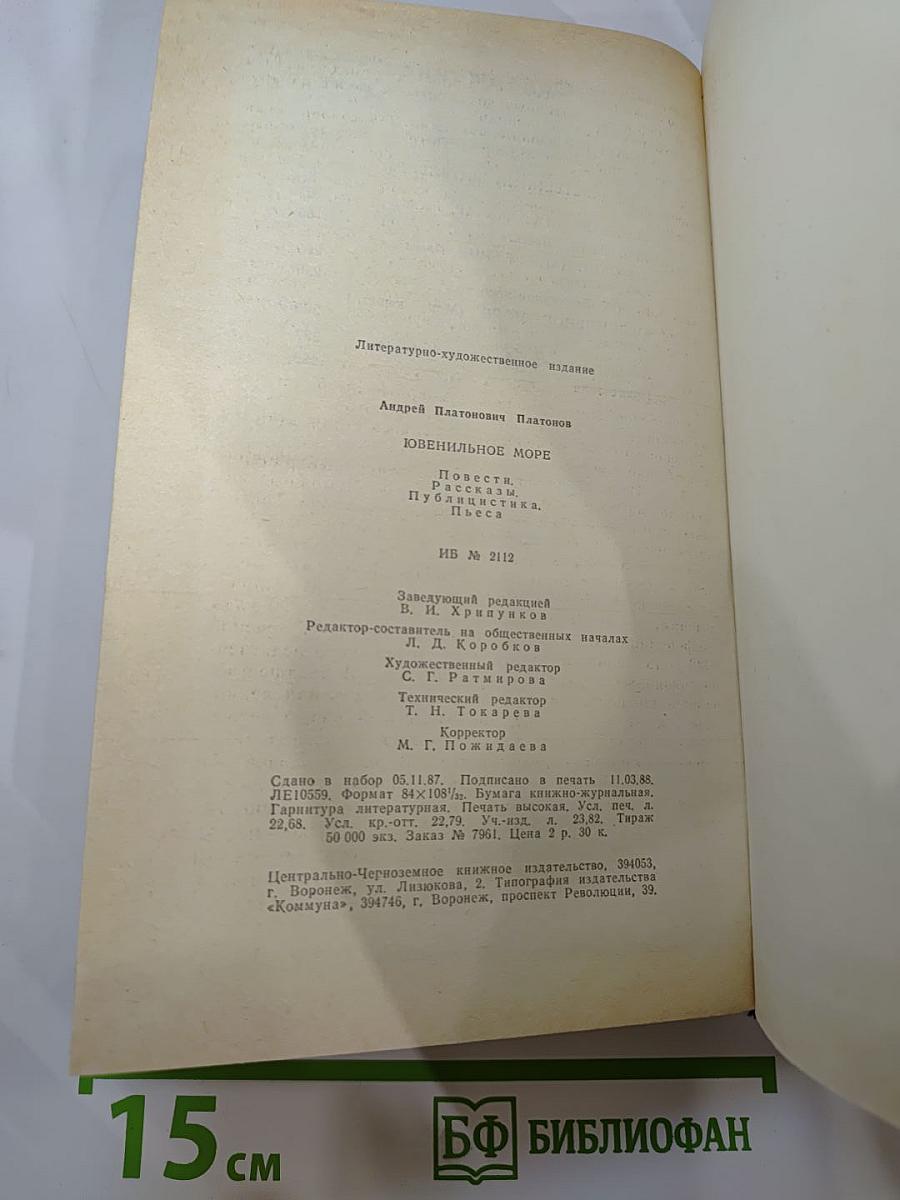 Литературно-художественное издание
Андрей Платонович Платонов
ЮВЕНИЛЬНОЕ МОРЕ
Повести.
Рассказы.
Публицистика.
Пьеса
ИБ № 2112
Заведующий редакцией
В. И. Хрипунков
Редактор-составитель на общественных началах
Л. Д. Коробков
Художественный редактор
С. Г. Ратмирова
Технический редактор
Т. Н. Токарева
Корректор
М. Г. Пожидаева
Сдано в набор 05.11.87. Подписано в печать 11.03.88.
ЛЕ10559. Формат 84×108¹/₃₂. Бумага книжно-журнальная.
Гарнитура литературная. Печать высокая. Усл. печ. л.
22,68. Усл. кр.-отт. 22,79. Уч.-изд. л. 23,82. Тираж
50 000 экз. Заказ № 7961. Цена 2 р. 30 к.
Центрально-Черноземное книжное издательство, 394053,
г. Воронеж, ул. Лизюкова, 2. Типография издательства
«Коммуна», 394746, г. Воронеж, проспект Революции, 39.
15 см
БФ БИБЛИОФАН